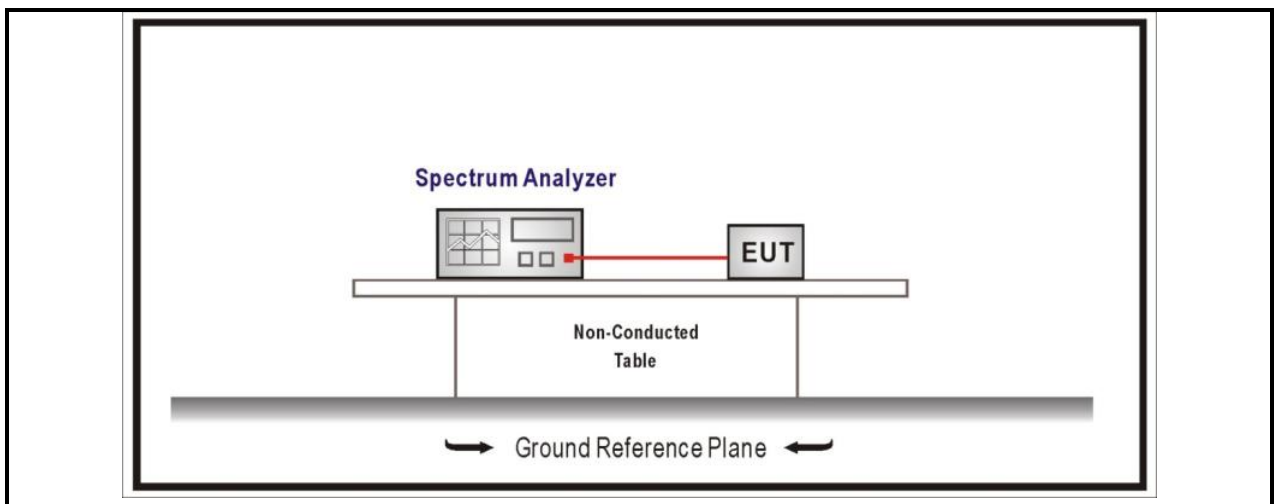 Spectrum Analyzer
EUT
Non-Conducted
Table
Ground Reference Plane